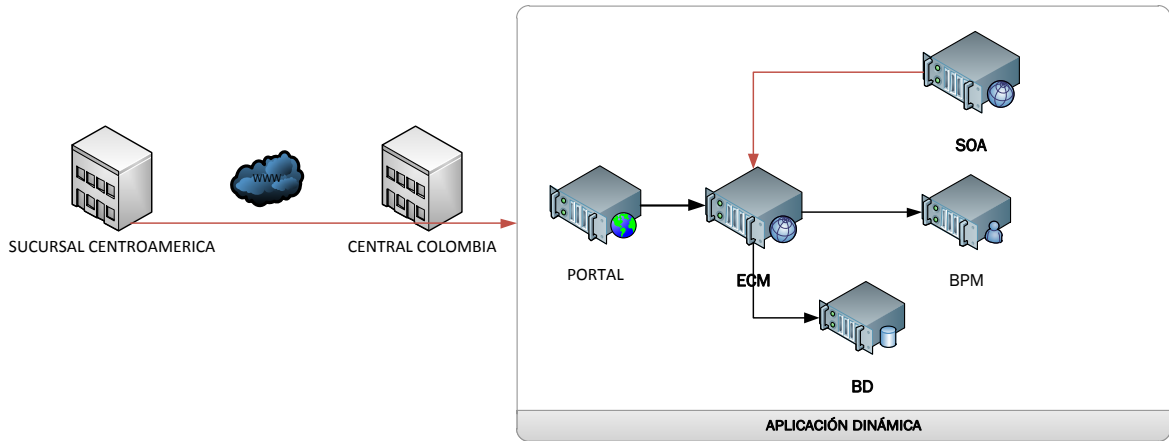 SOA
WWW
SUCURSAL CENTROAMERICA
CENTRAL COLOMBIA
PORTAL
ECM
BPM
BD
APLICACIÓN DINÁMICA